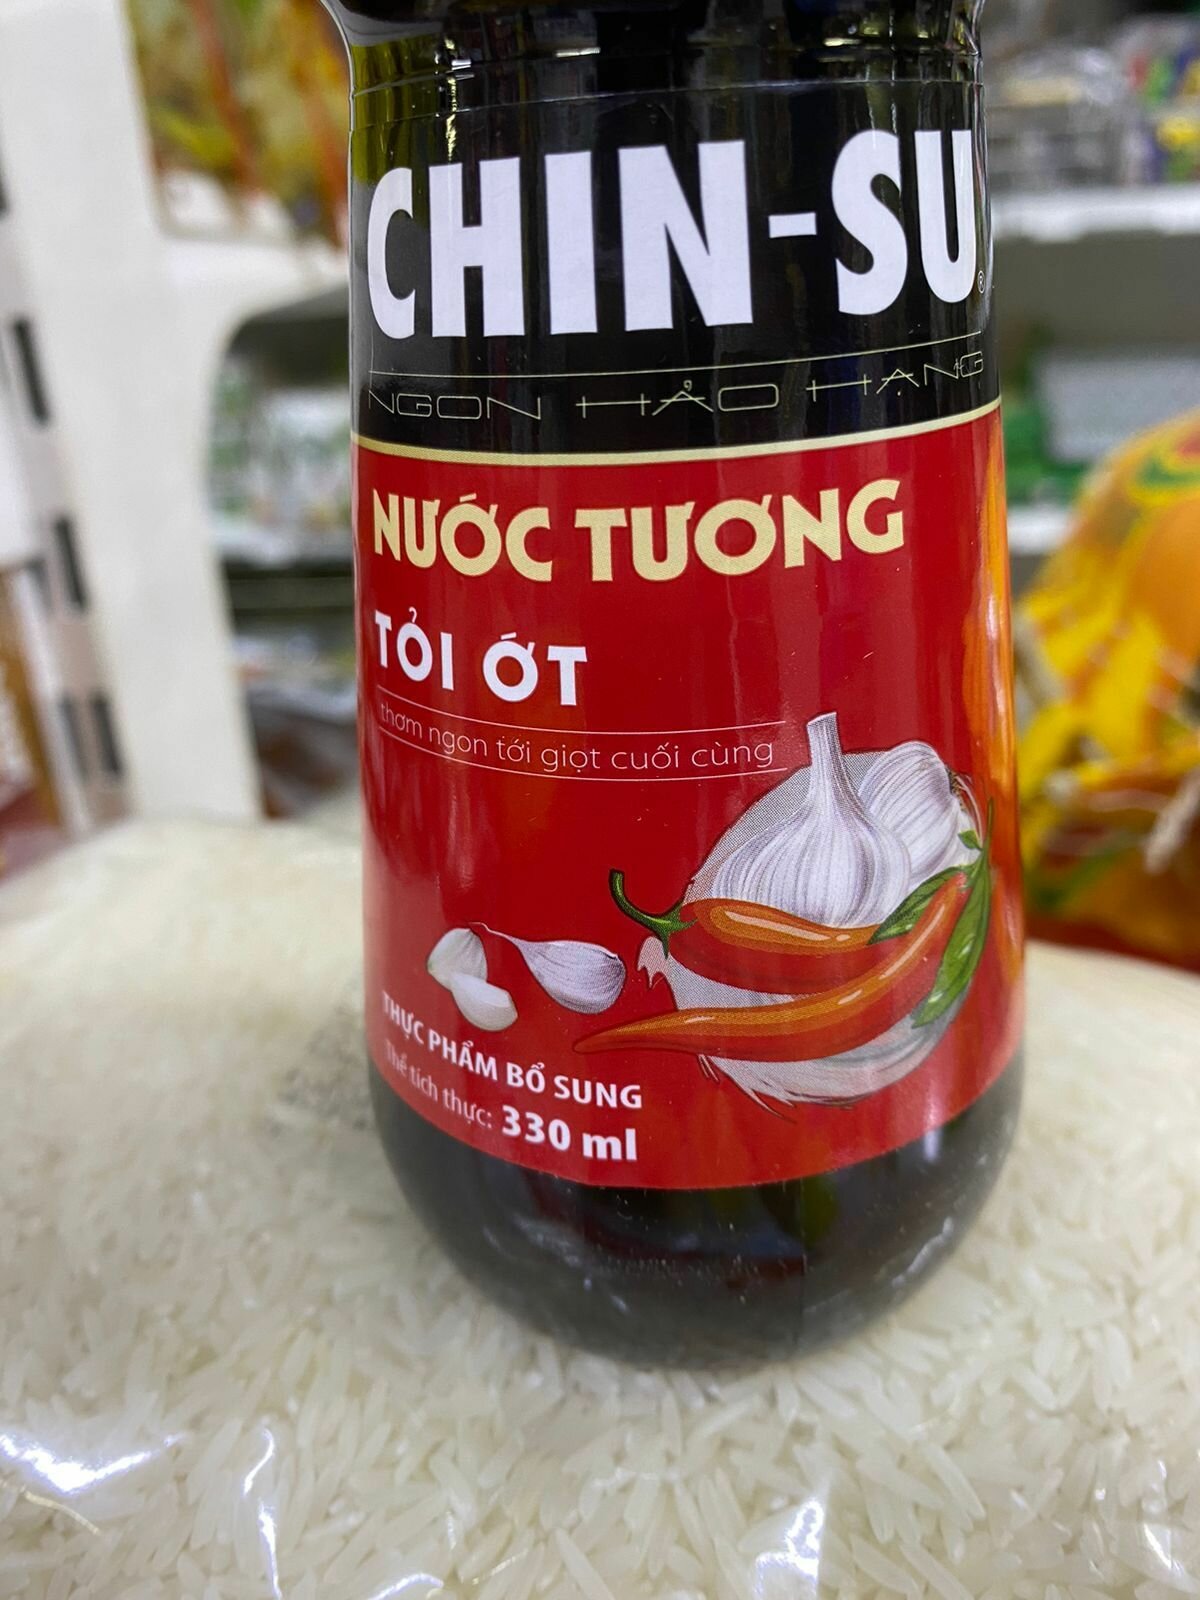 CHIN-SU®
NGON HẢO HẠNG
NƯỚC TƯƠNG
TỎI ỚT
thơm ngon tới giọt cuối cùng
THỰC PHẨM BỔ SUNG
Thể tích thực: 330 ml